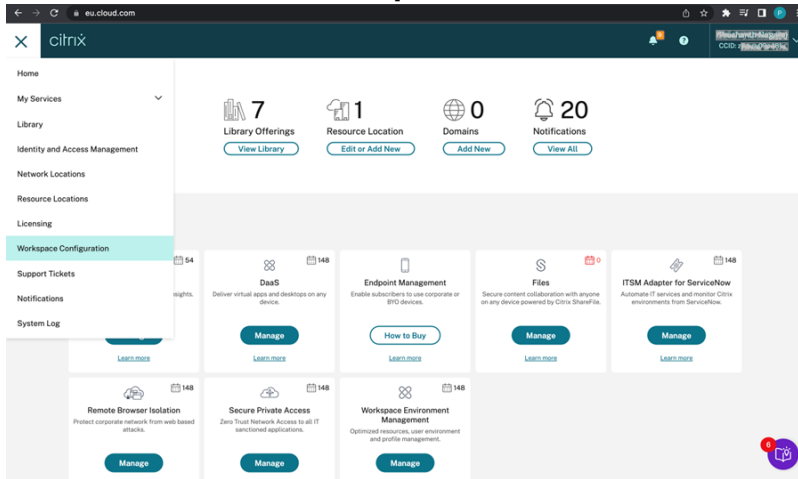 eu.cloud.com
P
citrix
CCID:
Home
My Services
Library
Identity and Access Management
Network Locations
Resource Locations
Licensing
Workspace Configuration
Support Tickets
Notifications
System Log
7
Library Offerings
View Library
1
Resource Location
Edit or Add New
0
Domains
Add New
20
Notifications
View All
54
nsights.
Learn more
148
DaaS
Deliver virtual apps and desktops on any
device.
Manage
Learn more
Endpoint Management
Enable subscribers to use corporate or
BYO devices.
How to Buy
Learn more
0
Files
Secure content collaboration with anyone
on any device powered by Citrix ShareFile.
Manage
Learn more
148
ITSM Adapter for ServiceNow
Automate IT services and monitor Citrix
environments from ServiceNow.
Manage
Learn more
148
Remote Browser Isolation
Protect corporate network from web based
attacks.
Manage
148
Secure Private Access
Zero Trust Network Access to all IT
sanctioned applications.
Manage
148
Workspace Environment
Management
Optimized resources, user environment
and profile management.
Manage
6